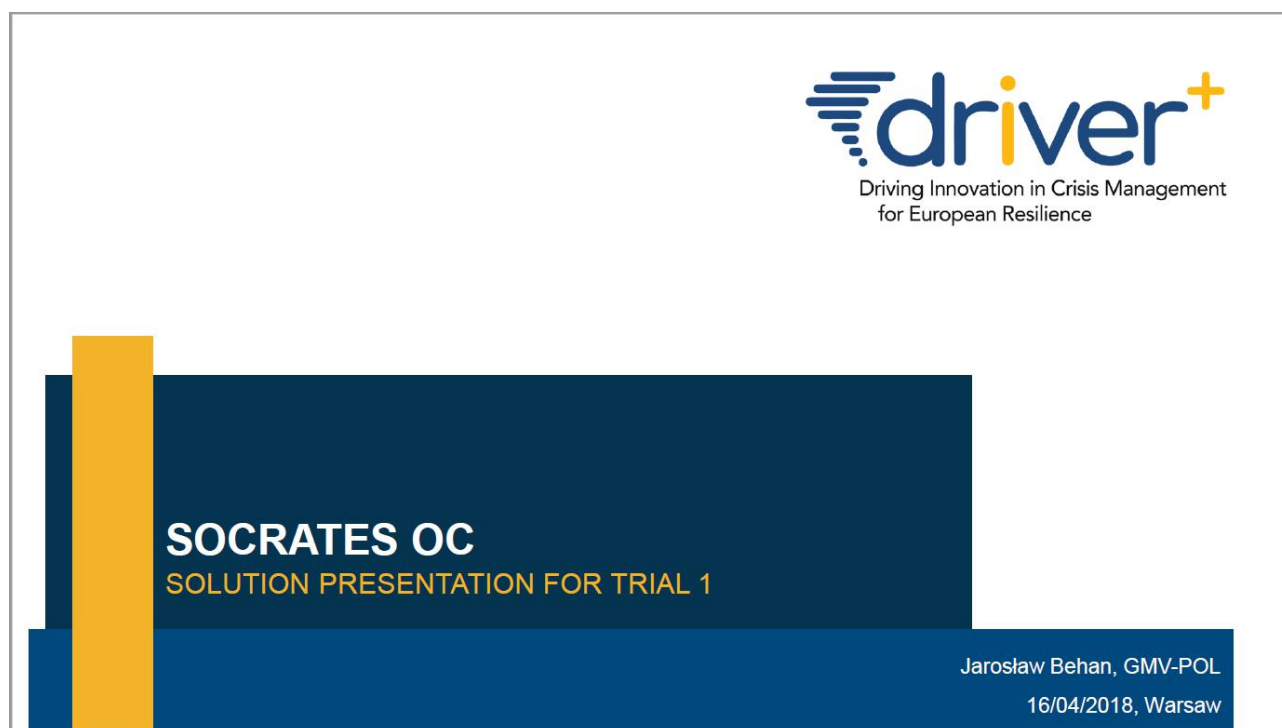 driver+
Driving Innovation in Crisis Management
for European Resilience
SOCRATES OC
SOLUTION PRESENTATION FOR TRIAL 1
Jarosław Behan, GMV-POL
16/04/2018, Warsaw